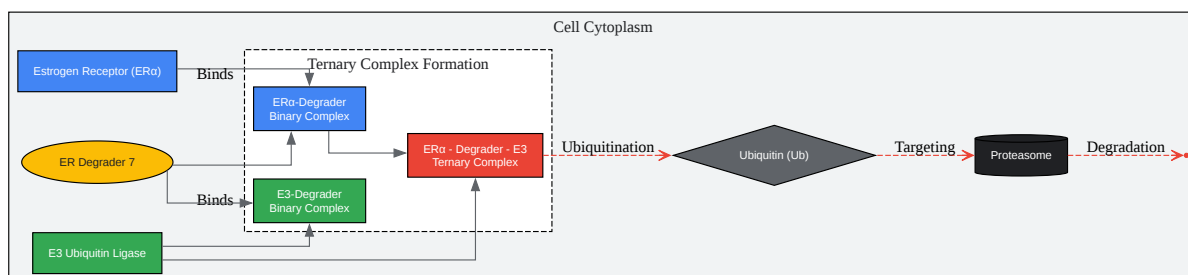 Cell Cytoplasm
Estrogen Receptor (ERα)
Binds
Ternary Complex Formation
ERα-Degrader
Binary Complex
ER Degrader 7
ERα - Degrader - E3
Ternary Complex
Ubiquitination
Ubiquitin (Ub)
Targeting
Proteasome
Degradation
Binds
E3-Degrader
Binary Complex
E3 Ubiquitin Ligase